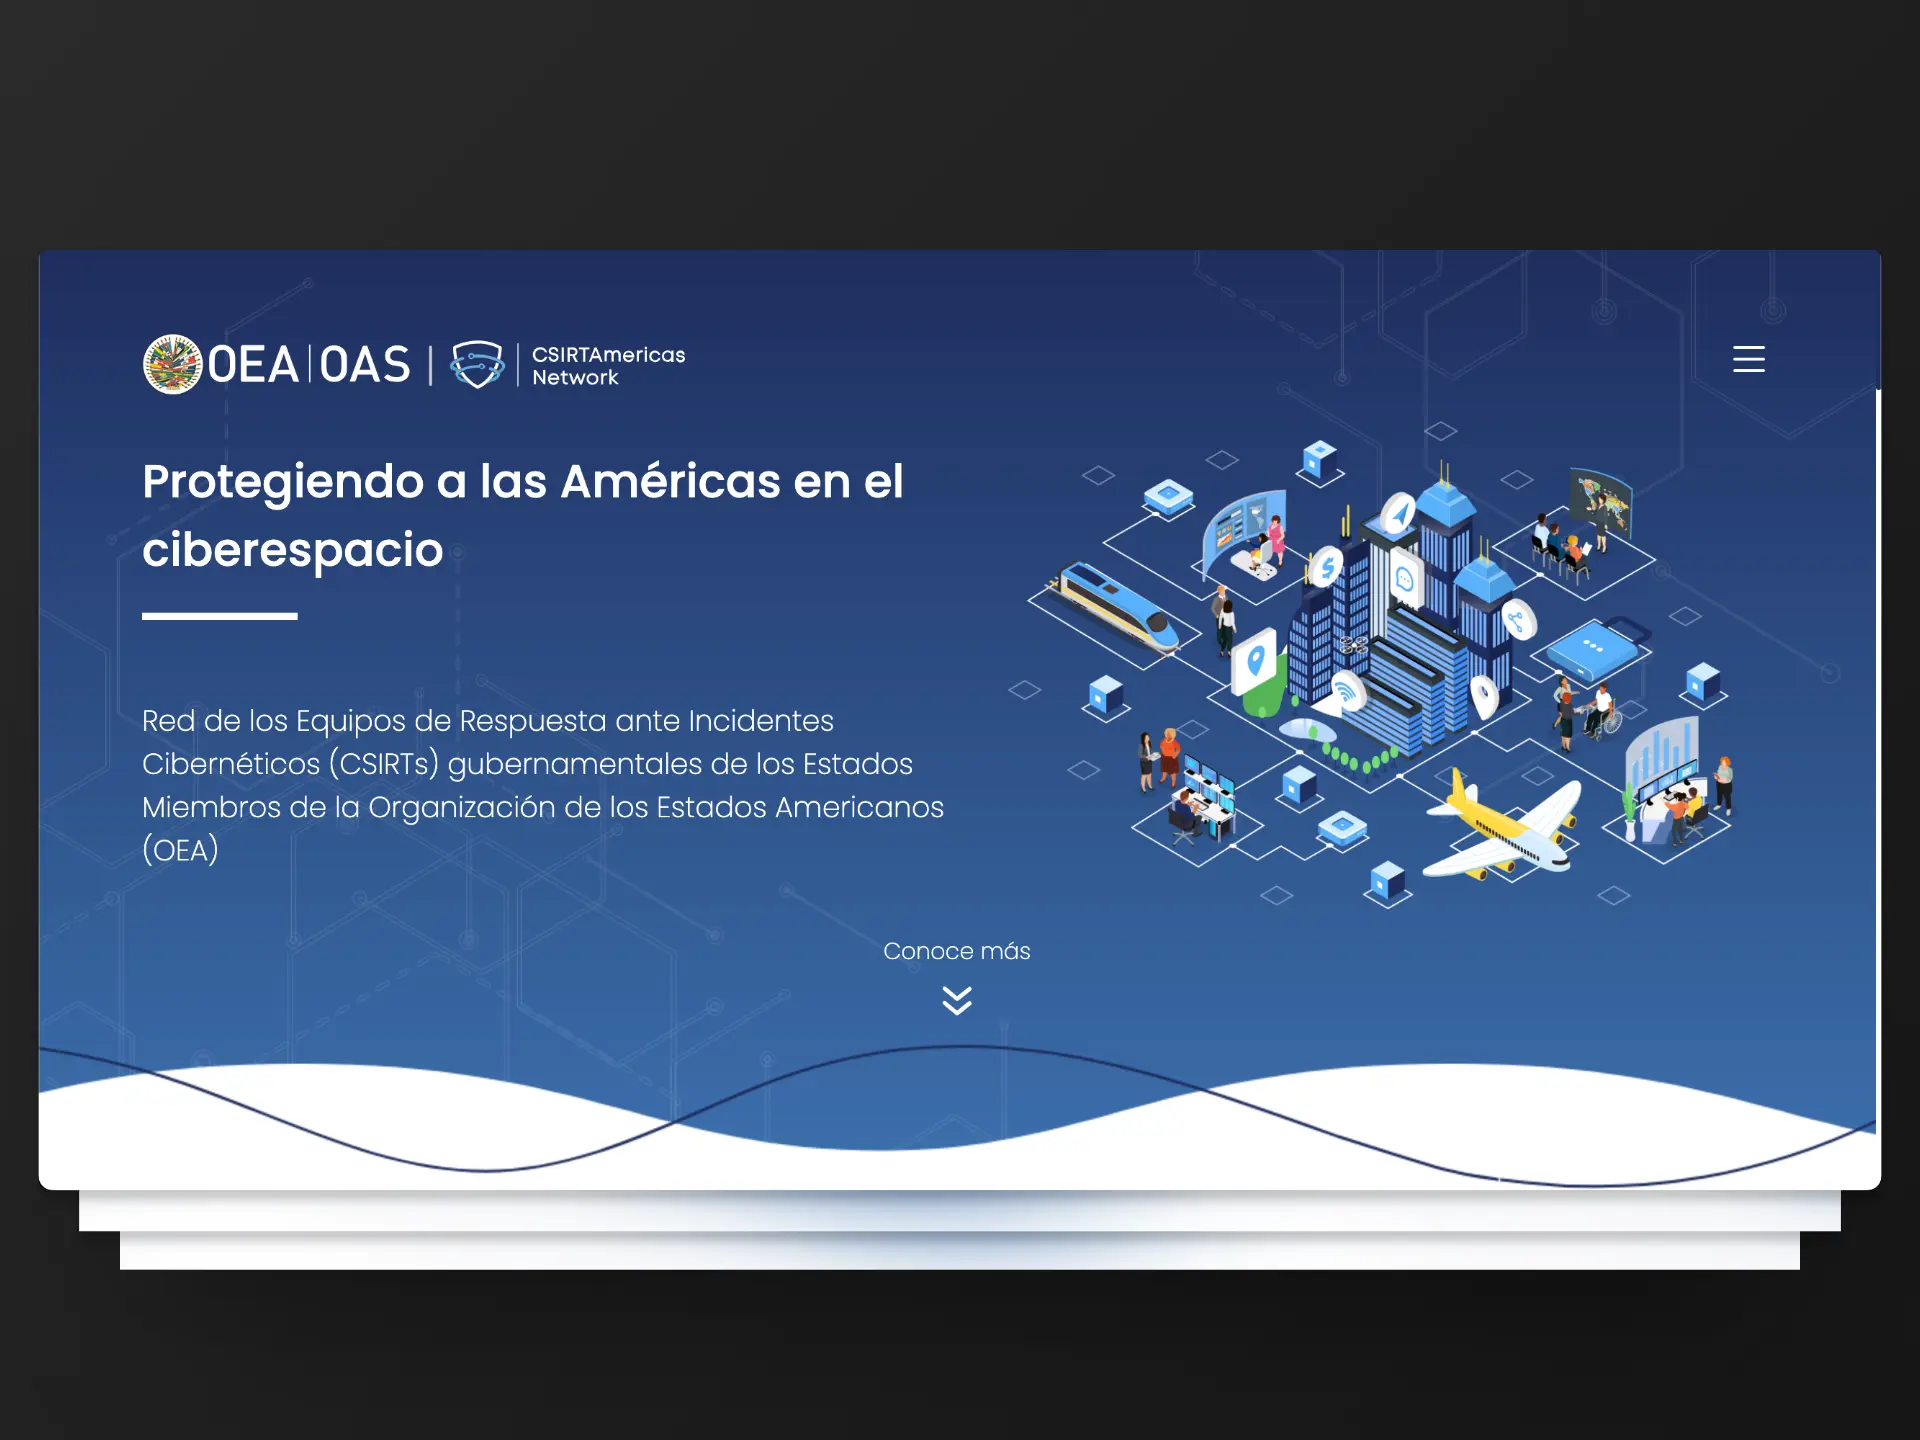 OEA|OAS
CSIRTAmericas
Network
Protegiendo a las Américas en el
ciberespacio
Red de los Equipos de Respuesta ante Incidentes
Cibernéticos (CSIRTs) gubernamentales de los Estados
Miembros de la Organización de los Estados Americanos
(OEA)
Conoce más